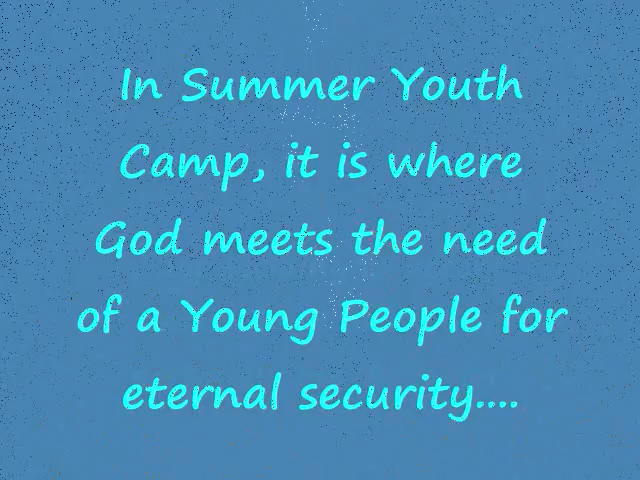 In Summer Youth
Camp, it is where
God meets the need
of a Young People for
eternal security....